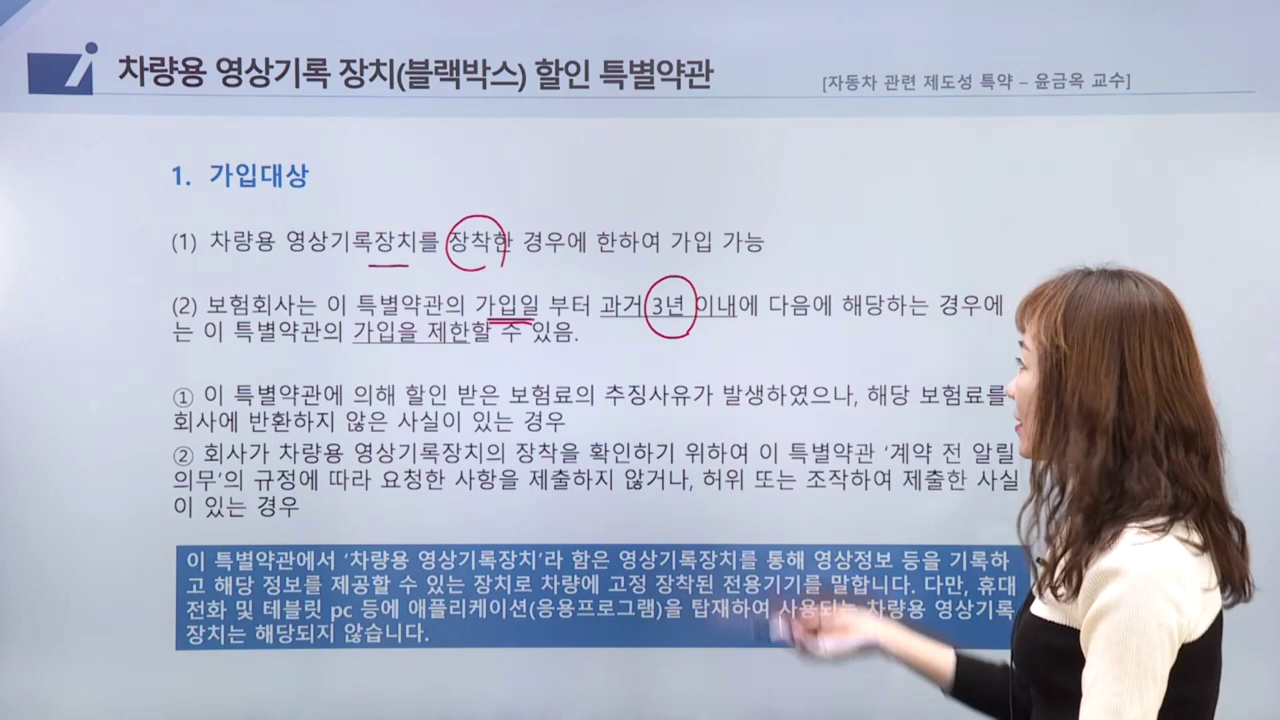 차량용 영상기록 장치(블랙박스) 할인 특별약관
[자동차 관련 제도성 특약 – 윤금옥 교수]
1. 가입대상
(1) 차량용 영상기록장치를 장착한 경우에 한하여 가입 가능
(2) 보험회사는 이 특별약관의 가입일 부터 과거 3년 이내에 다음에 해당하는 경우에
는 이 특별약관의 가입을 제한할 수 있음.
① 이 특별약관에 의해 할인 받은 보험료의 추징사유가 발생하였으나, 해당 보험료를
회사에 반환하지 않은 사실이 있는 경우
② 회사가 차량용 영상기록장치의 장착을 확인하기 위하여 이 특별약관 '계약 전 알릴
의무'의 규정에 따라 요청한 사항을 제출하지 않거나, 허위 또는 조작하여 제출한 사실
이 있는 경우
이 특별약관에서 '차량용 영상기록장치'라 함은 영상기록장치를 통해 영상정보 등을 기록하
고 해당 정보를 제공할 수 있는 장치로 차량에 고정 장착된 전용기기를 말합니다. 다만, 휴대
전화 및 테블릿 pc 등에 애플리케이션(응용프로그램)을 탑재하여 사용되는 차량용 영상기록
장치는 해당되지 않습니다.